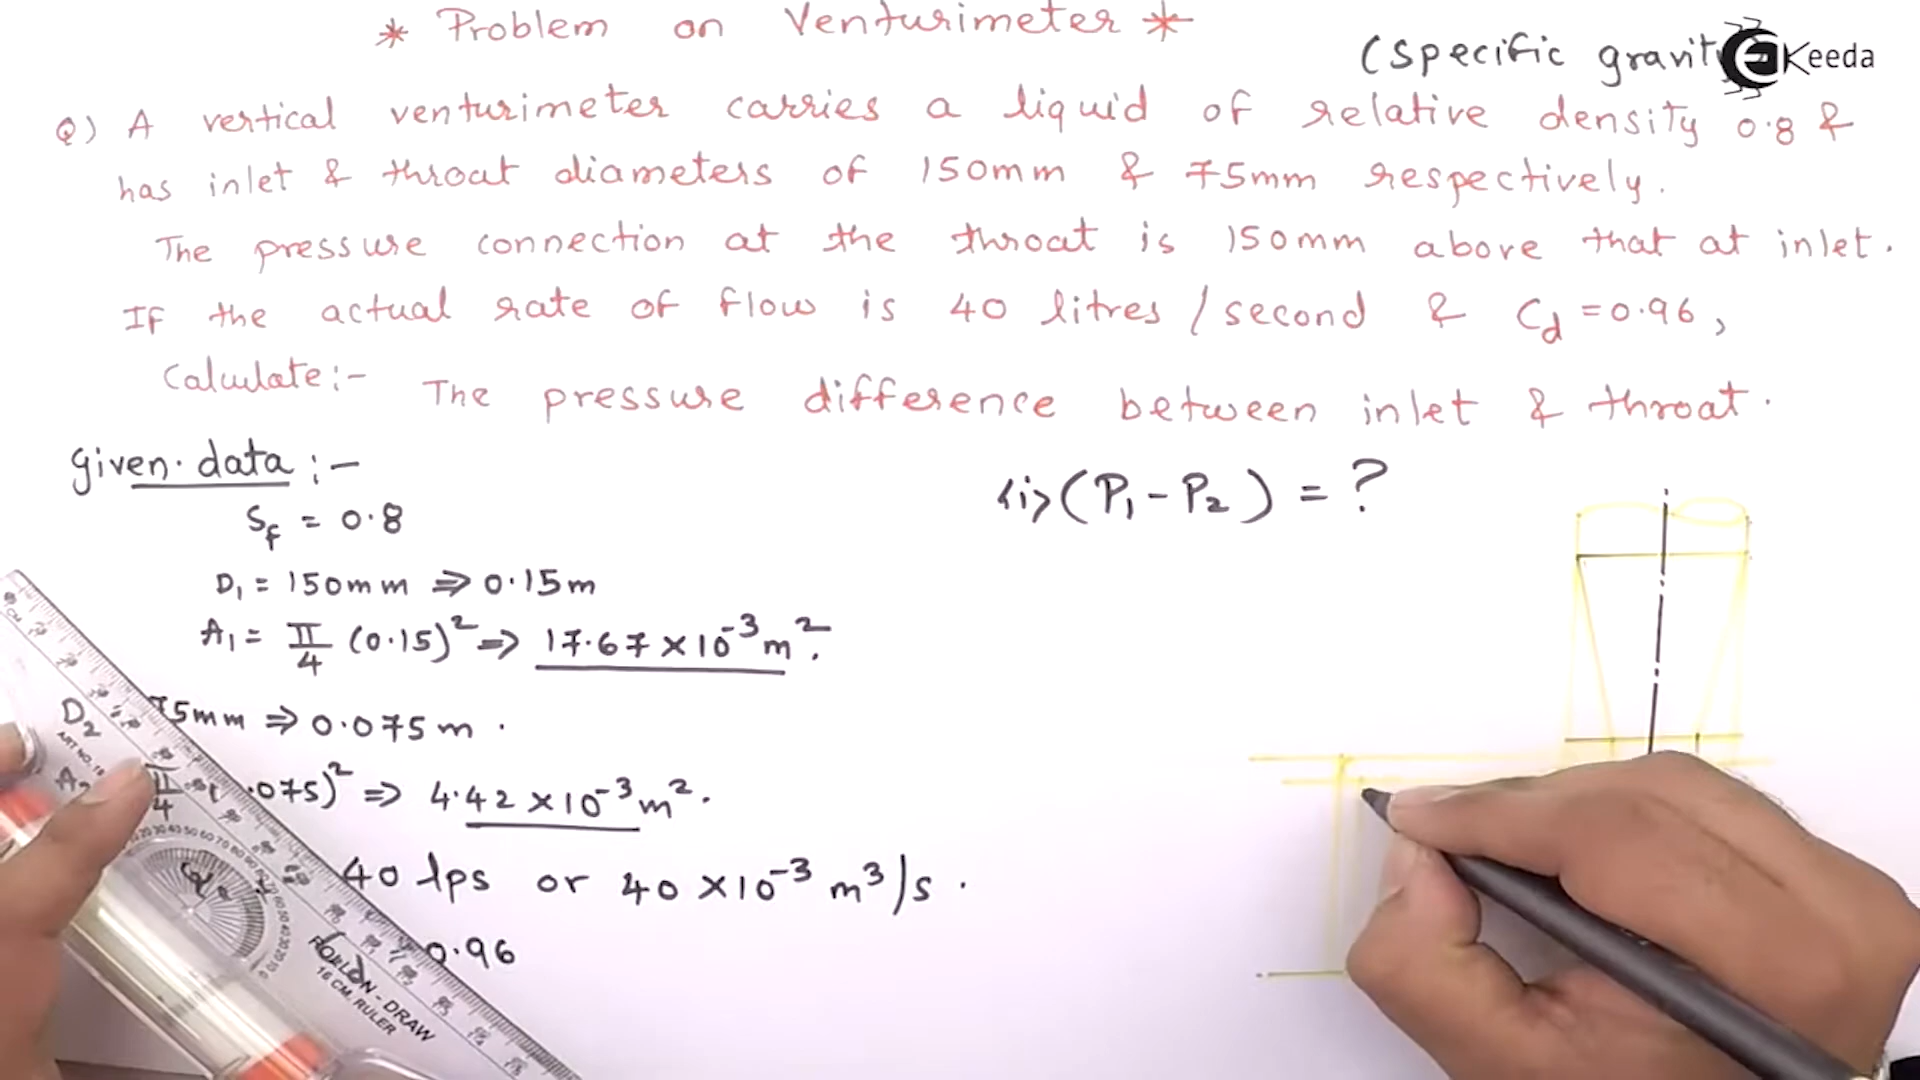 * Problem on Venturimeter *
(specific gravity
Keeda
Q) A vertical venturimeter carries a liquid of relative density 0.8 &
has inlet & throat diameters of 150mm & 75mm respectively.
The pressure connection at the throat is 150mm above that at inlet.
If the actual rate of flow is 40 litres/second & Cd = 0.96,
Calculate:- The pressure difference between inlet & throat.
given data :-
<i> (P₁ - P₂) = ?
Sf = 0.8
D₁ = 150mm ⇒ 0.15m
A₁ = π/4 (0.15)² ⇒ 17.67 × 10⁻³ m².
D₂ 75mm ⇒ 0.075m.
π/4 .075)² ⇒ 4.42 × 10⁻³ m².
40 lps or 40 × 10⁻³ m³/s.
0.96
RORLON-DRAW
16 CM. RULER